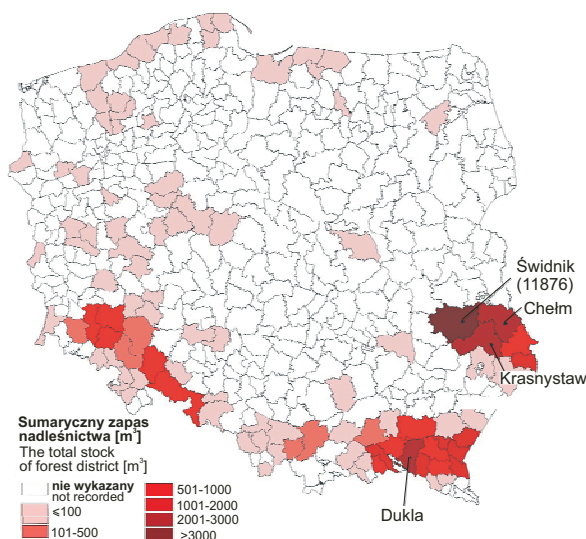 Świdnik
(11876)
Chełm
Krasnystaw
Dukla
Sumaryczny zapas
nadleśnictwa [m³]
The total stock
of forest district [m³]
nie wykazany
not recorded
≤100
101-500
501-1000
1001-2000
2001-3000
>3000